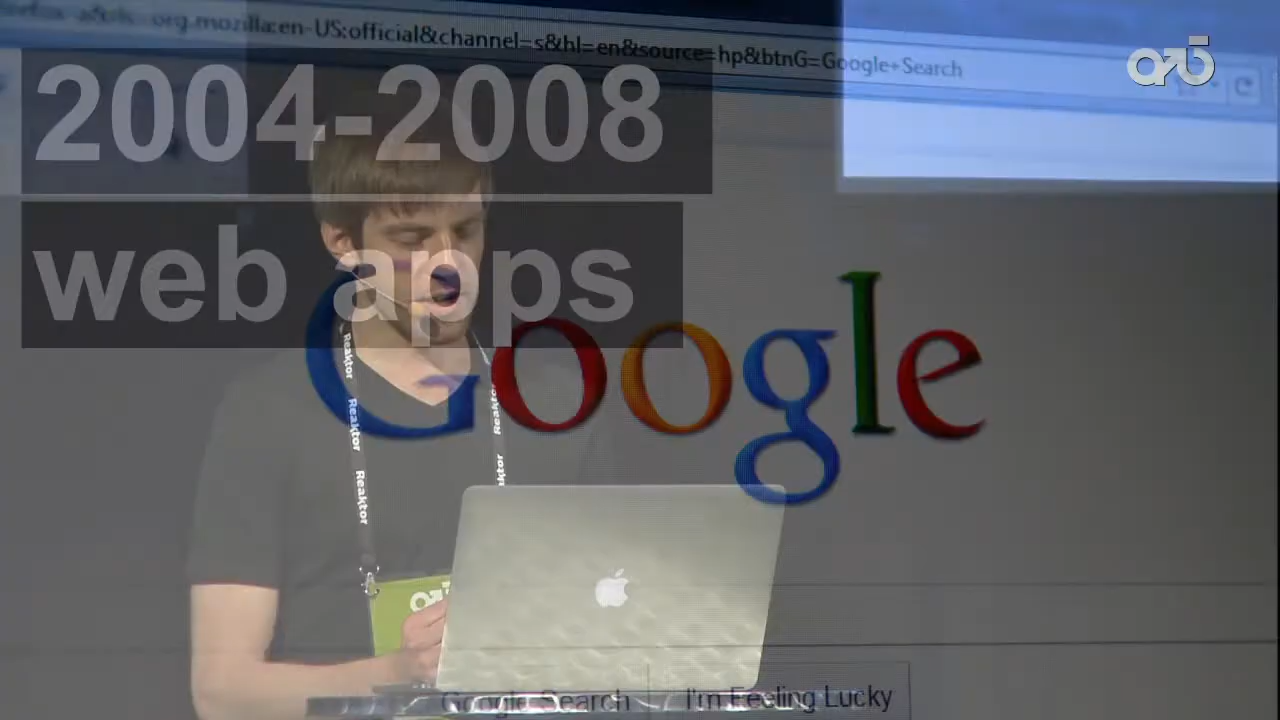 org.mozilla:en-US:official&channel=s&hl=en&source=hp&btnG=Google+Search
2004-2008
web apps
Google
Reaktor
Reaktor
Reaktor
Reaktor
Google Search
I'm Feeling Lucky